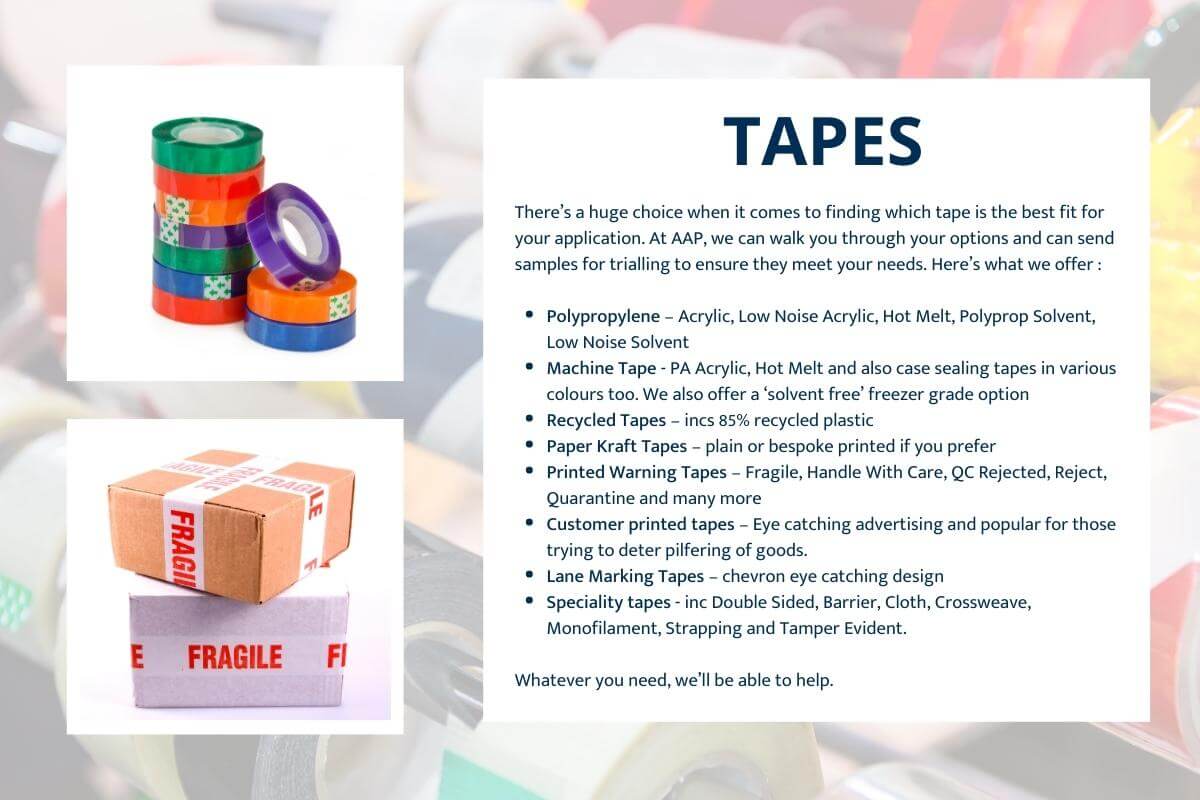 TAPES
There’s a huge choice when it comes to finding which tape is the best fit for
your application. At AAP, we can walk you through your options and can send
samples for trialling to ensure they meet your needs. Here’s what we offer :
• Polypropylene – Acrylic, Low Noise Acrylic, Hot Melt, Polyprop Solvent,
Low Noise Solvent
• Machine Tape - PA Acrylic, Hot Melt and also case sealing tapes in various
colours too. We also offer a ‘solvent free’ freezer grade option
• Recycled Tapes – incs 85% recycled plastic
• Paper Kraft Tapes – plain or bespoke printed if you prefer
• Printed Warning Tapes – Fragile, Handle With Care, QC Rejected, Reject,
Quarantine and many more
• Customer printed tapes – Eye catching advertising and popular for those
trying to deter pilfering of goods.
• Lane Marking Tapes – chevron eye catching design
• Speciality tapes - inc Double Sided, Barrier, Cloth, Crossweave,
Monofilament, Strapping and Tamper Evident.
Whatever you need, we’ll be able to help.
AGILE FRAGILE
FRAGIL
E FRAGILE FI